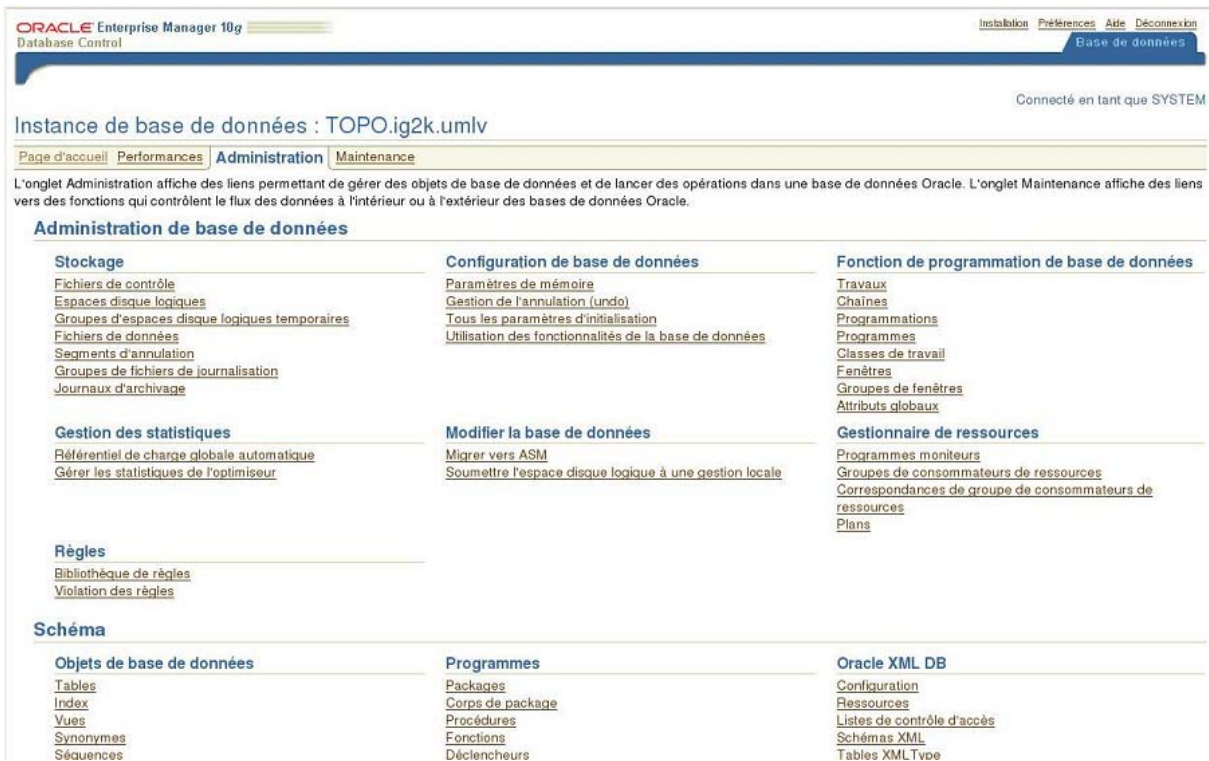 ORACLE Enterprise Manager 10g
Database Control
Installation Préférences Aide Déconnexion
Base de données
Connecté en tant que SYSTEM
Instance de base de données : TOPO.ig2k.umlv
Page d'accueil Performances Administration Maintenance
L'onglet Administration affiche des liens permettant de gérer des objets de base de données et de lancer des opérations dans une base de données Oracle. L'onglet Maintenance affiche des liens
vers des fonctions qui contrôlent le flux des données à l'intérieur ou à l'extérieur des bases de données Oracle.
Administration de base de données
Stockage
Fichiers de contrôle
Espaces disque logiques
Groupes d'espaces disque logiques temporaires
Fichiers de données
Segments d'annulation
Groupes de fichiers de journalisation
Journaux d'archivage
Configuration de base de données
Paramètres de mémoire
Gestion de l'annulation (undo)
Tous les paramètres d'initialisation
Utilisation des fonctionnalités de la base de données
Fonction de programmation de base de données
Travaux
Chaînes
Programmations
Programmes
Classes de travail
Fenêtres
Groupes de fenêtres
Attributs globaux
Gestion des statistiques
Référentiel de charge globale automatique
Gérer les statistiques de l'optimiseur
Modifier la base de données
Migrer vers ASM
Soumettre l'espace disque logique à une gestion locale
Gestionnaire de ressources
Programmes moniteurs
Groupes de consommateurs de ressources
Correspondances de groupe de consommateurs de
ressources
Plans
Règles
Bibliothèque de règles
Violation des règles
Schéma
Objets de base de données
Tables
Index
Vues
Synonymes
Séquences
Programmes
Packages
Corps de package
Procédures
Fonctions
Déclencheurs
Oracle XML DB
Configuration
Ressources
Listes de contrôle d'accès
Schémas XML
Tables XMLType